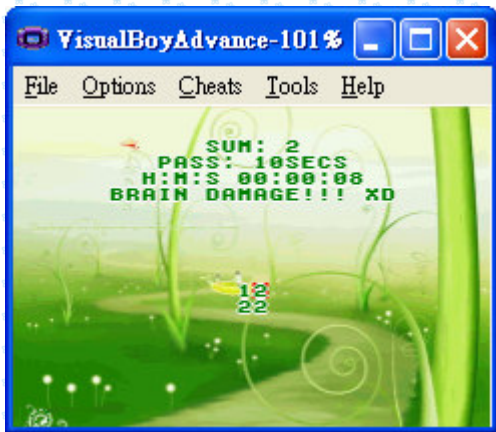 VisualBoyAdvance-101%
File Options Cheats Tools Help
SUM: 2
PASS: 10SECS
H:M:S 00:00:08
BRAIN DAMAGE!!! XD
12
22